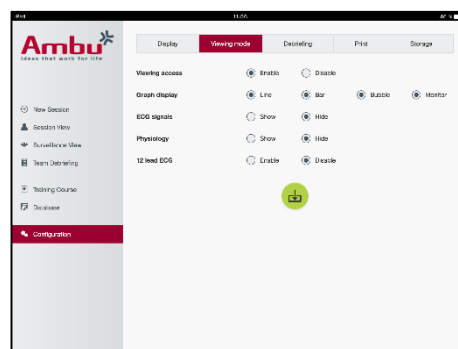 iPad 11:56
Ambu
Ideas that work for life
Display Viewing mode Debriefing Print Storage
Viewing access Enable Disable
Graph display Line Bar Bubble Monitor
New Session
ECG signals Show Hide
Session View
Surveillance View
Physiology Show Hide
Team Debriefing
12 lead ECG Enable Disable
Training Course
Database
Configuration